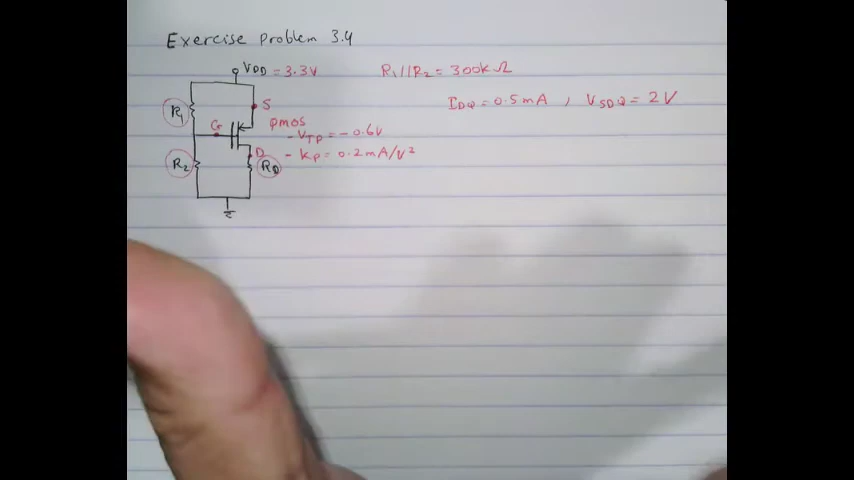 Exercise Problem 3.4
VDD = 3.3V
R1//R2 = 300kΩ
IDQ = 0.5mA , VSDQ = 2V
S
R1
G
pmos
- VTP = -0.6V
D
- kp = 0.2mA/V²
R2
RD